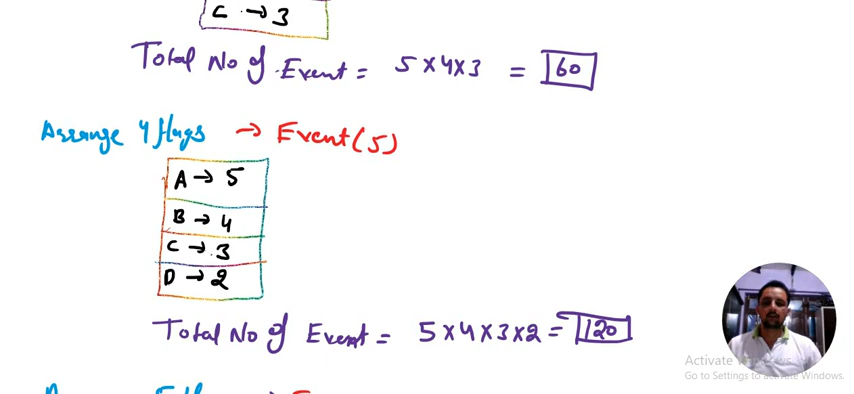 C → 3
Total No of Event = 5 x 4 x 3 = 60
Arrange 4 flags → Event (5)
A → 5
B → 4
C → 3
D → 2
Total No of Event = 5 x 4 x 3 x 2 = 120
Activate Windows
Go to Settings to activate Windows.